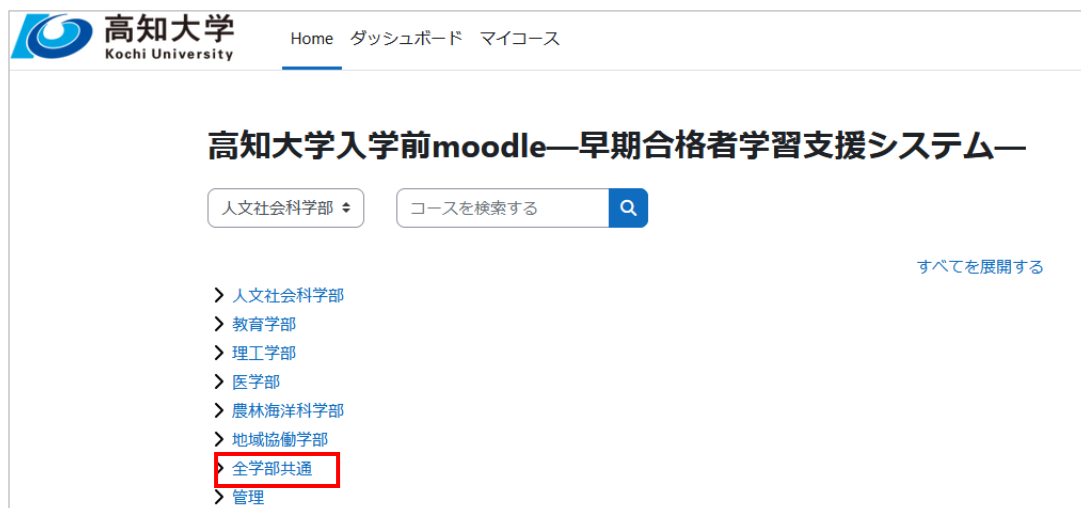 高知大学
Kochi University
Home ダッシュボード マイコース
高知大学入学前moodle―早期合格者学習支援システム―
人文社会科学部 コースを検索する
すべてを展開する
人文社会科学部
教育学部
理工学部
医学部
農林海洋科学部
地域協働学部
全学部共通
管理